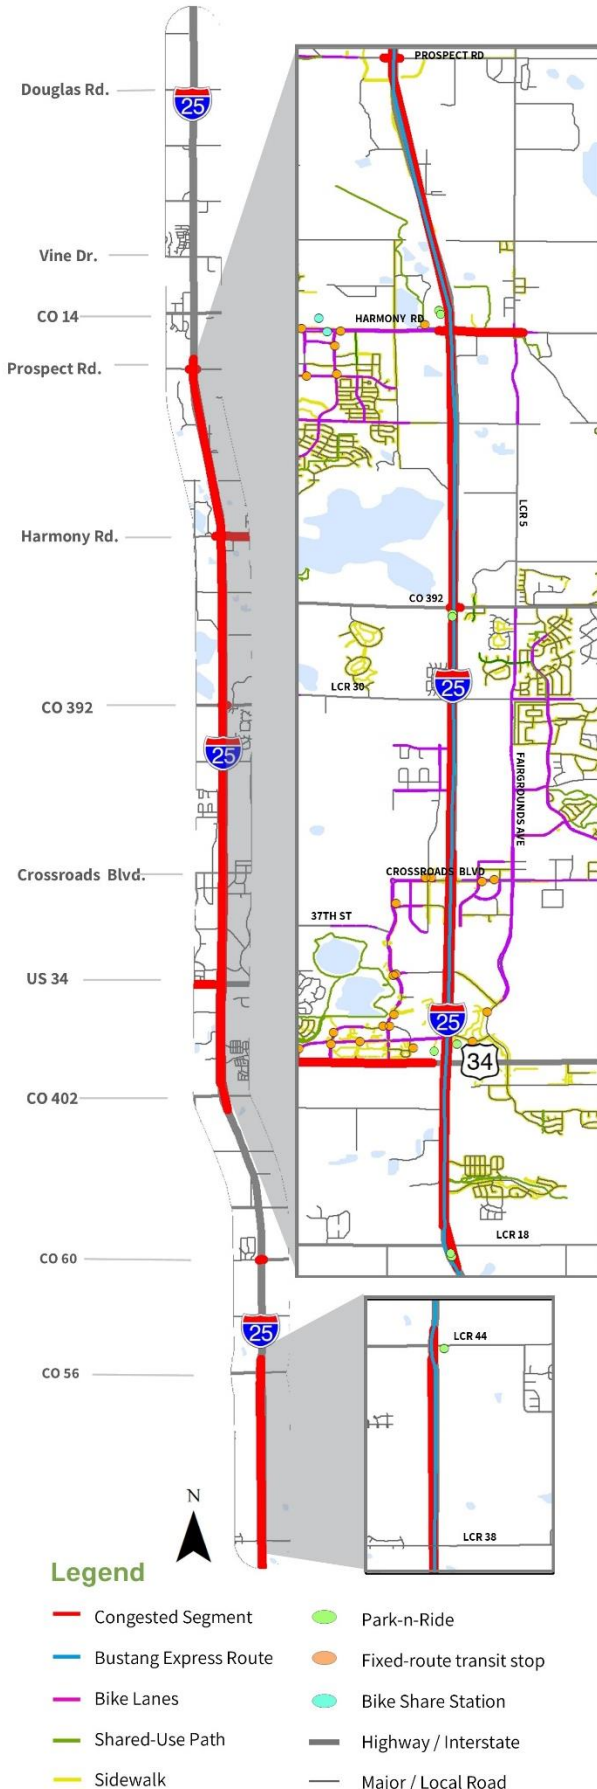 Douglas Rd.
25
Vine Dr.
CO 14
Prospect Rd.
Harmony Rd.
CO 392
25
Crossroads Blvd.
US 34
CO 402
CO 60
25
CO 56
PROSPECT RD
HARMONY RD
LCR 5
CO 392
25
LCR 30
FAIRGROUNDS AVE
CROSSROADS BLVD
37TH ST
25
34
LCR 18
LCR 44
LCR 38
N
Legend
Congested Segment
Bustang Express Route
Bike Lanes
Shared-Use Path
Sidewalk
Park-n-Ride
Fixed-route transit stop
Bike Share Station
Highway / Interstate
Major / Local Road